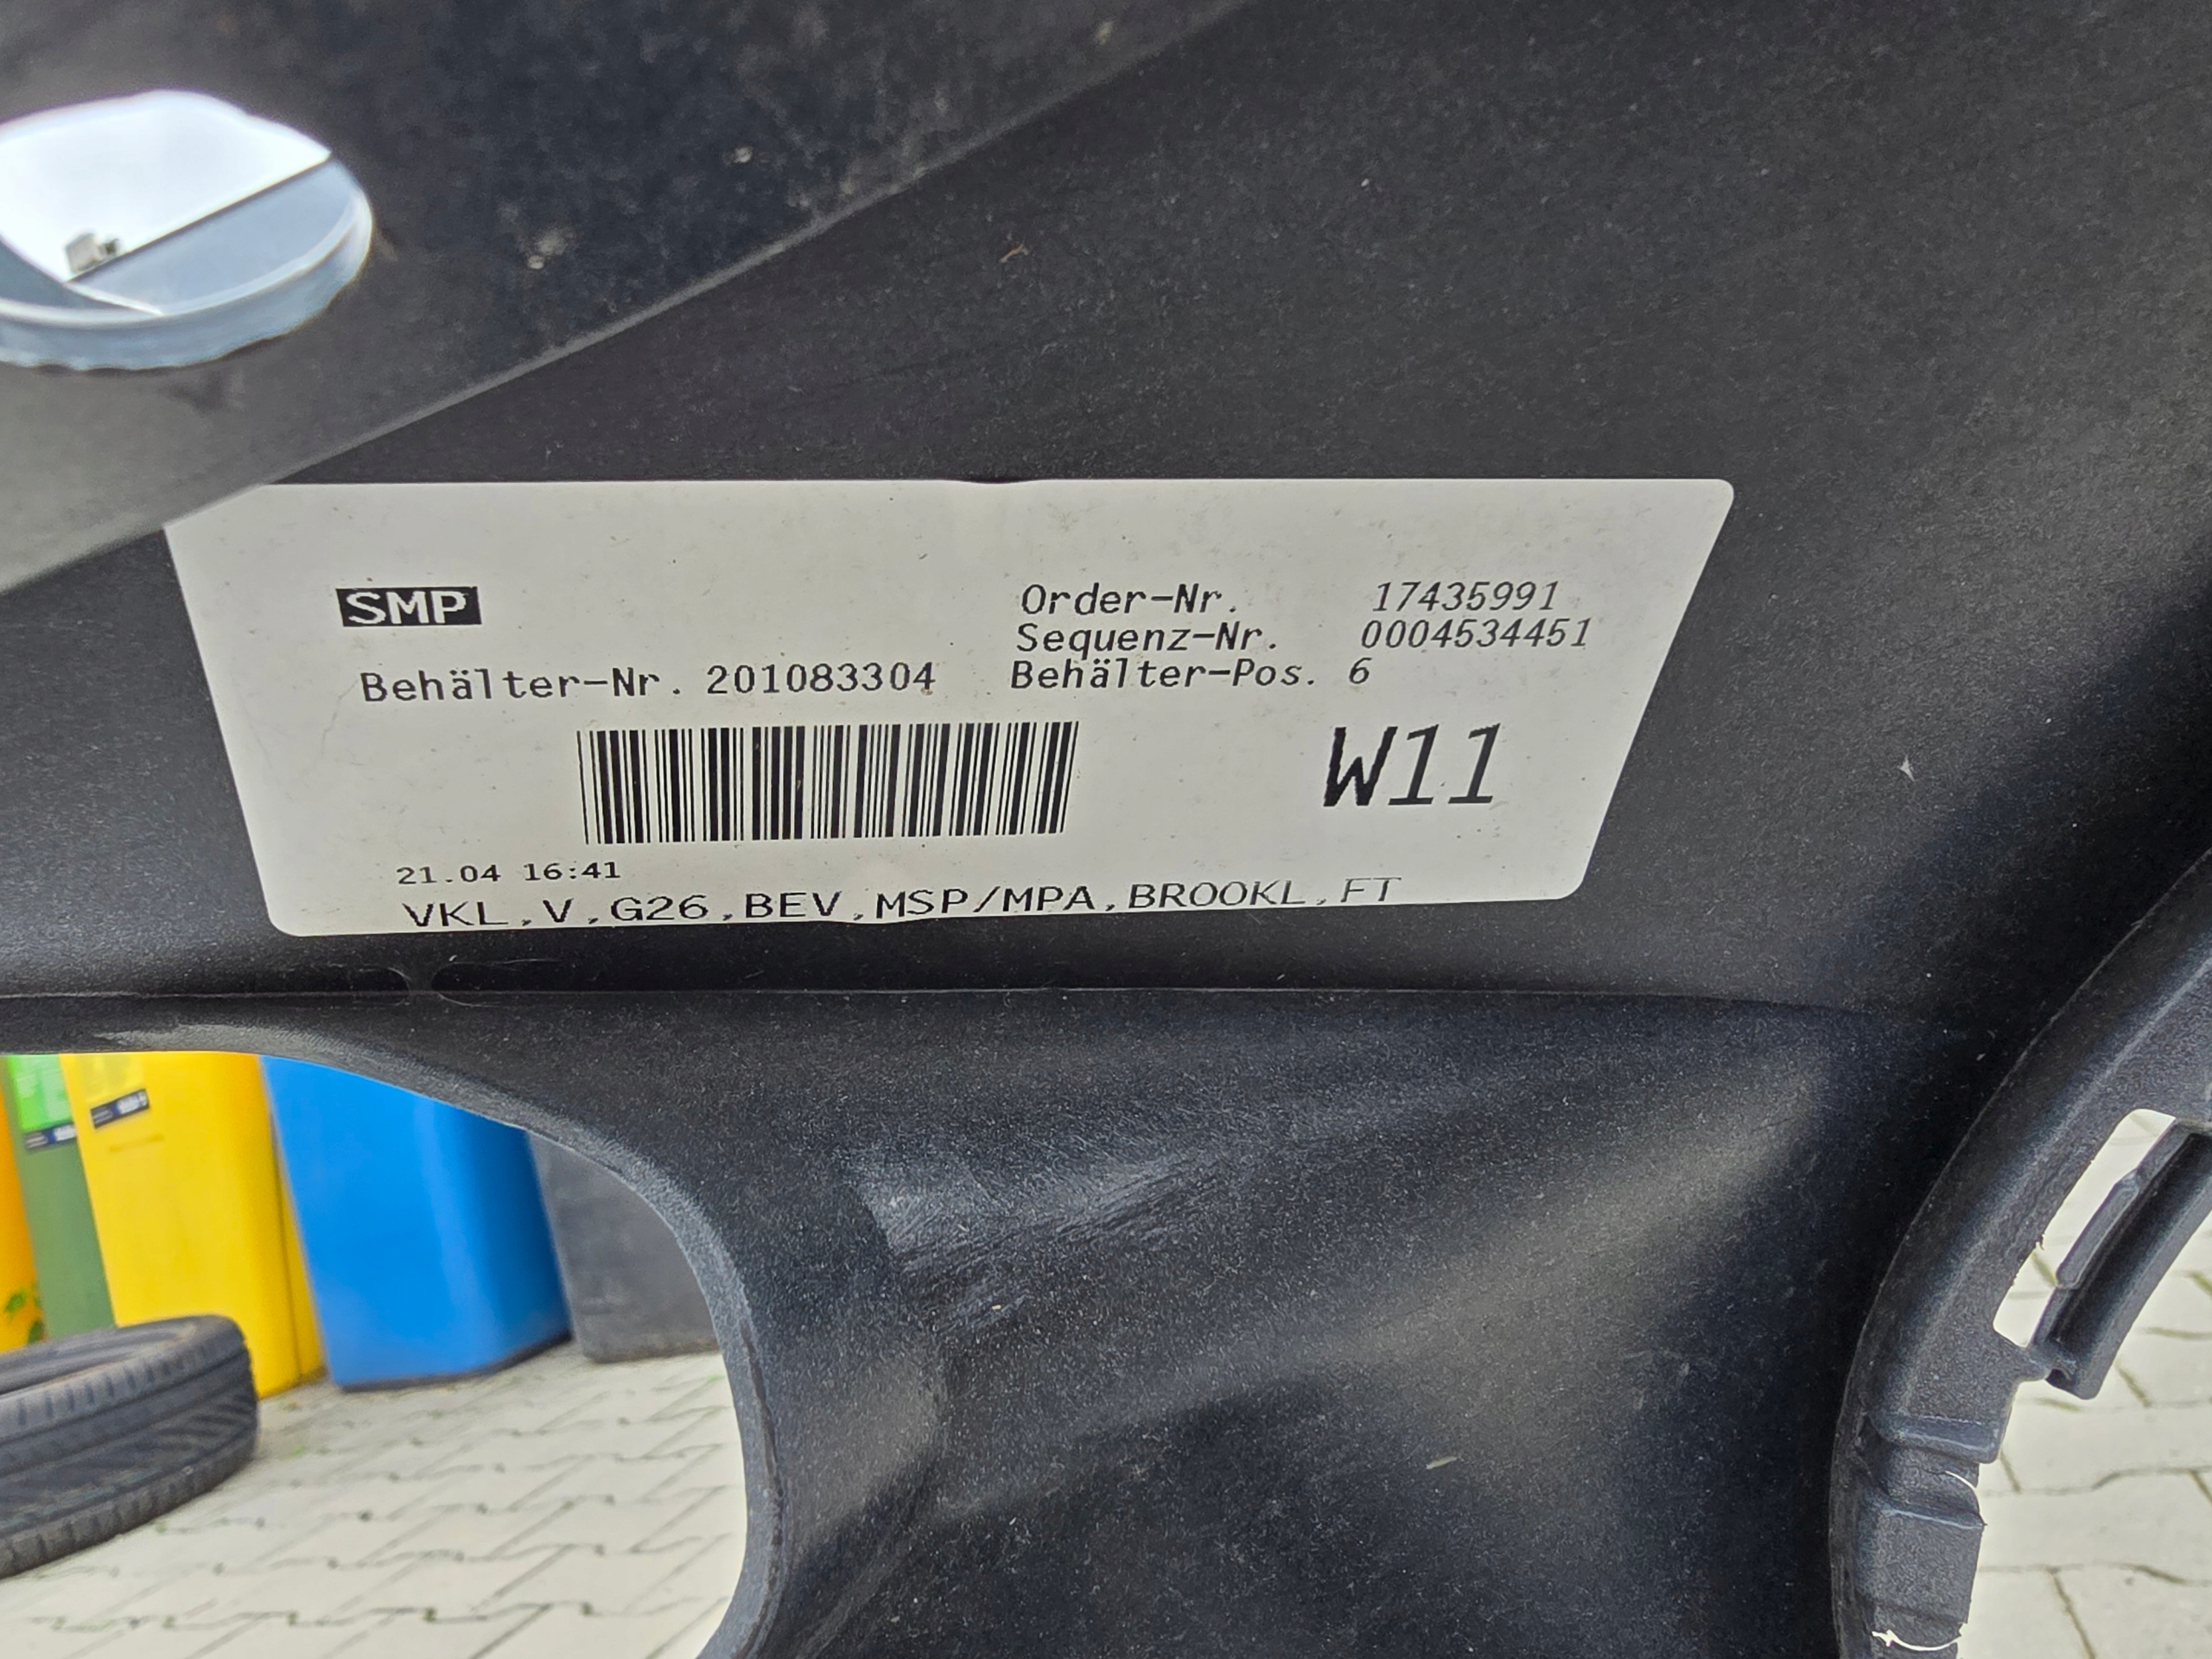 SMP
Order-Nr. 17435991
Sequenz-Nr. 0004534451
Behälter-Nr. 201083304 Behälter-Pos. 6
W11
21.04 16:41
VKL,V,G26,BEV,MSP/MPA,BROOKL,FT